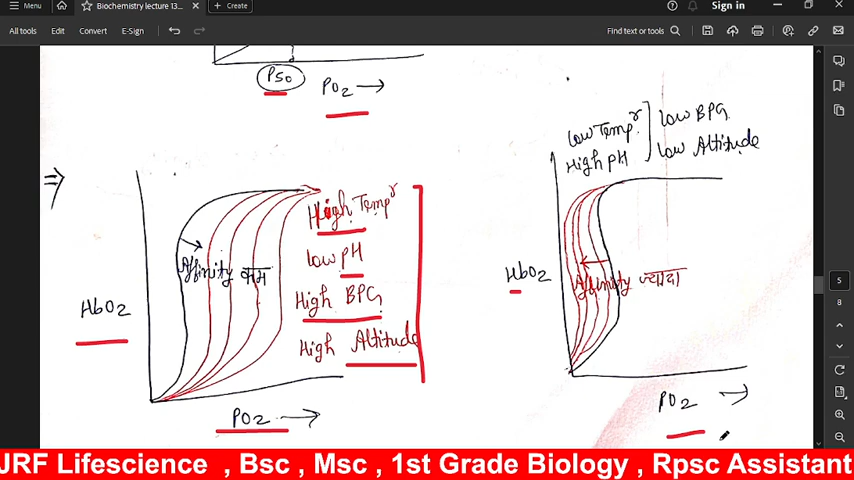 Menu
Biochemistry lecture 13...
Create
Sign in
All tools
Convert
E-Sign
Find text or tools
P50
PO2
low Tempr
High pH
low BPG
low Altitude
High Tempr
low pH
High BPG
High Altitude
Affinity कम
HbO2
PO2
HbO2
Affinity ज्यादा
PO2
5
8
JRF Lifescience , Bsc , Msc , 1st Grade Biology , Rpsc Assistant